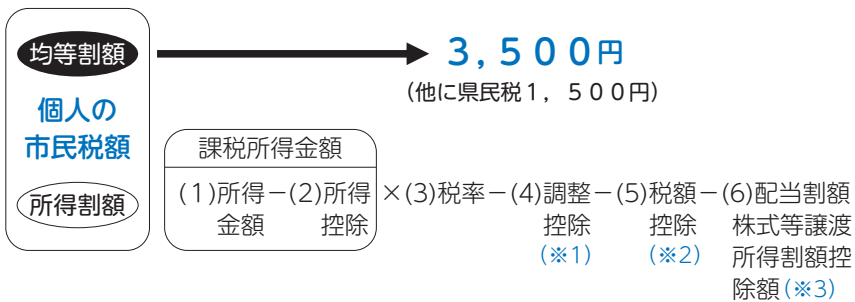 均等割額
3,500円
(他に県民税1，500円)
個人の
市民税額
課税所得金額
所得割額
(1)所得－(2)所得×(3)税率－(4)調整－(5)税額－(6)配当割額
金額 控除 控除 控除 株式等譲渡
(※1) (※2) 所得割額控
除額(※3)